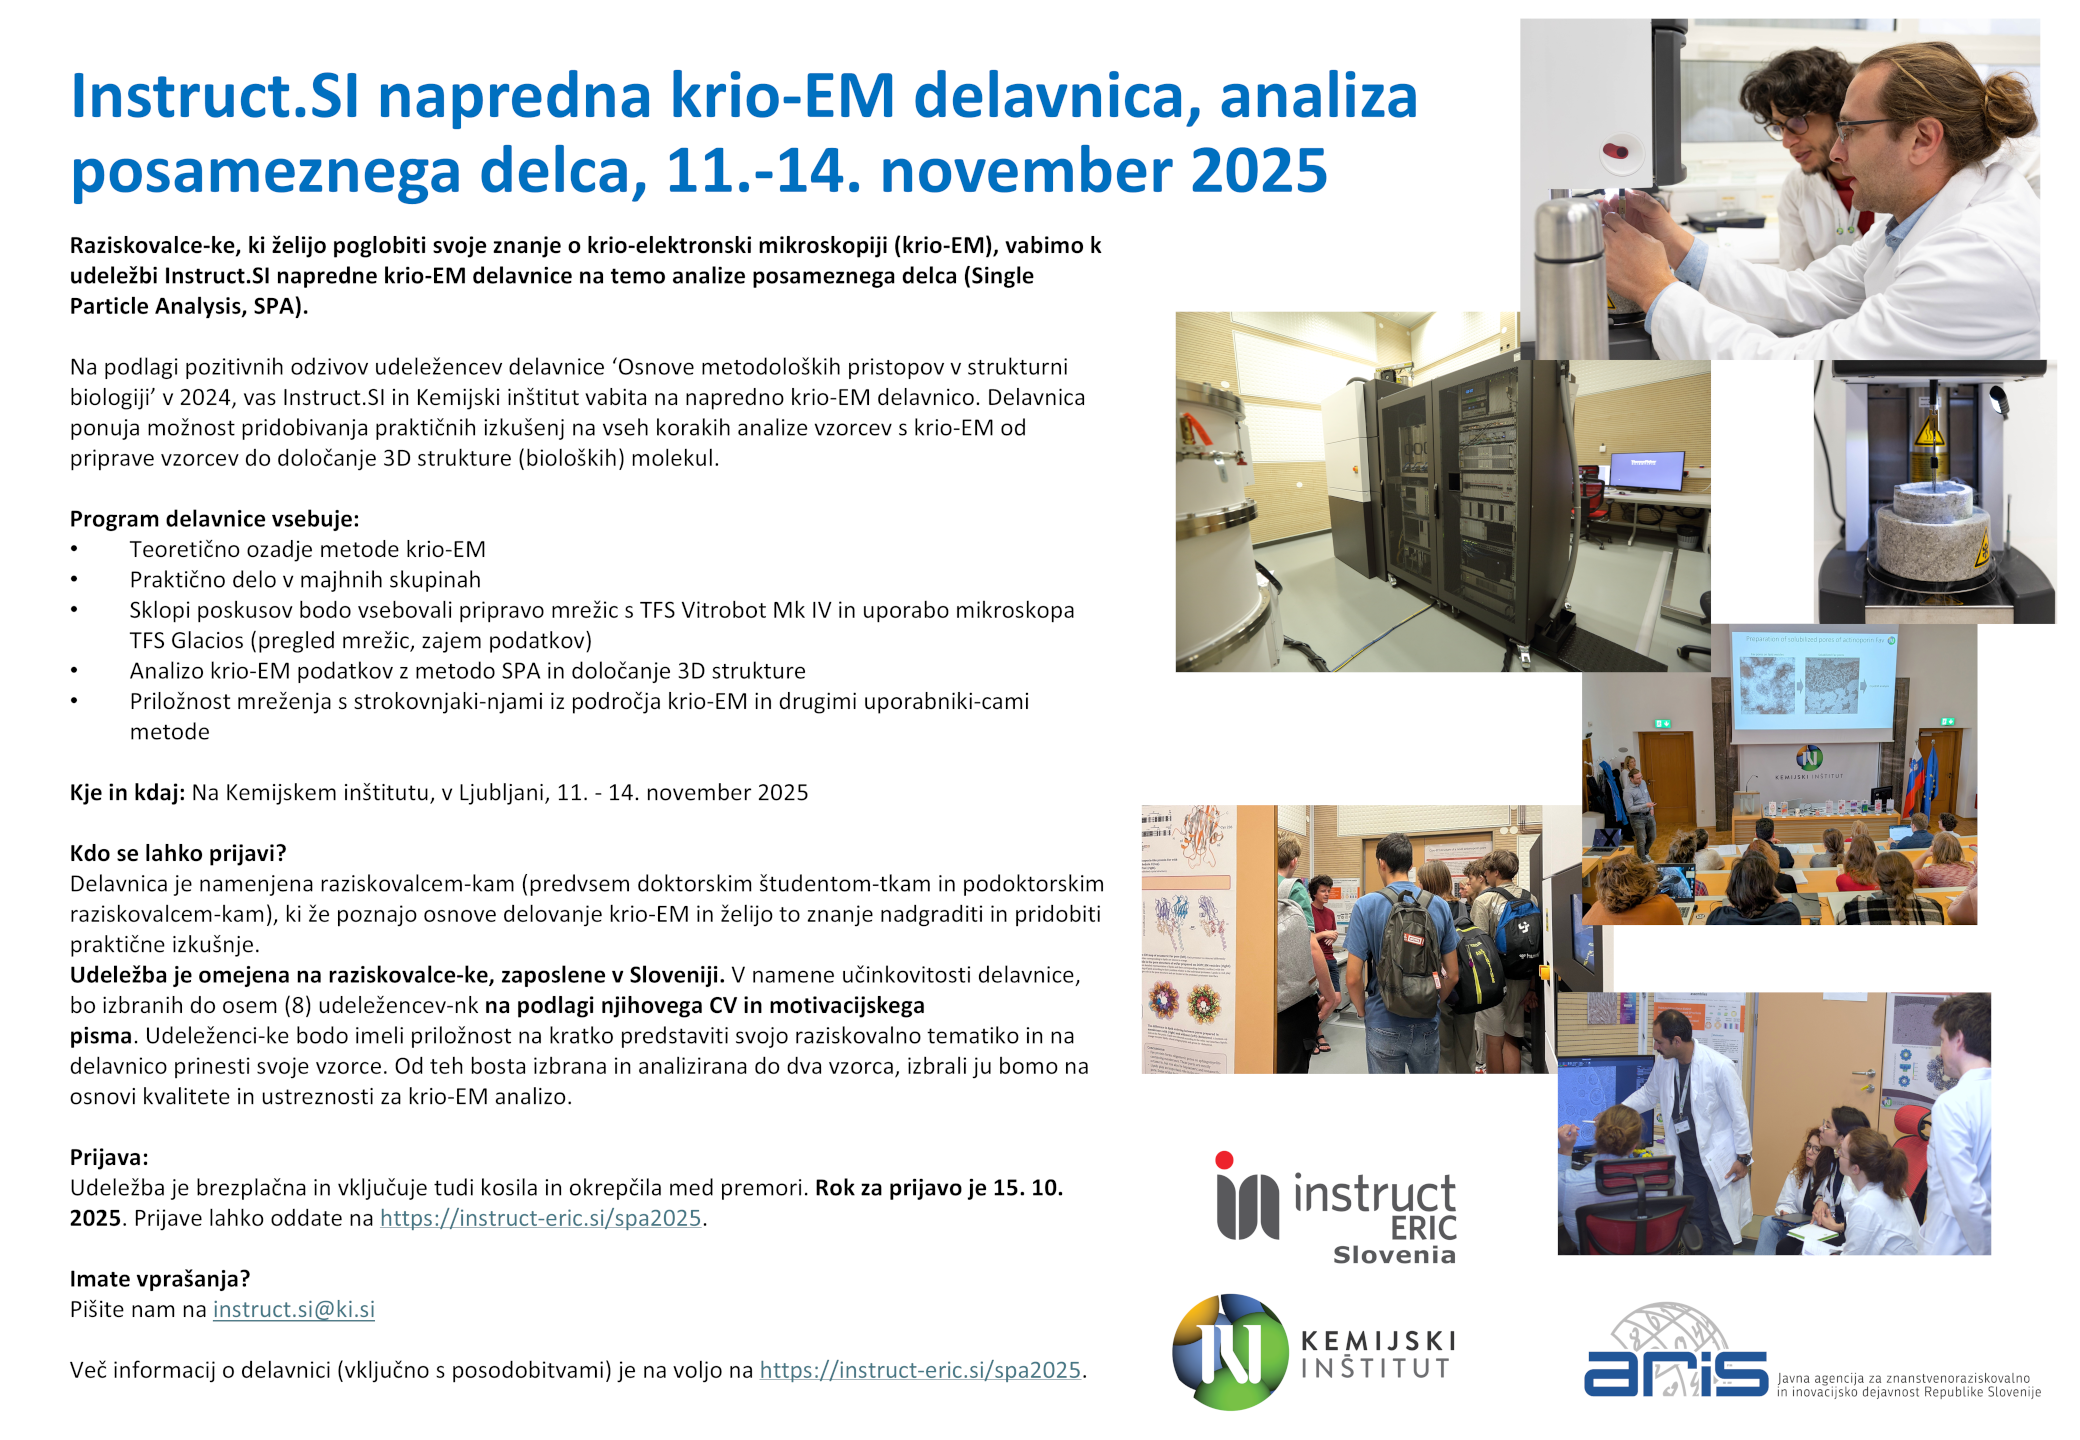 Instruct.SI napredna krio-EM delavnica, analiza
posameznega delca, 11.-14. november 2025
Raziskovalce-ke, ki želijo poglobiti svoje znanje o krio-elektronski mikroskopiji (krio-EM), vabimo k
udeležbi Instruct.SI napredne krio-EM delavnice na temo analize posameznega delca (Single
Particle Analysis, SPA).
Na podlagi pozitivnih odzivov udeležencev delavnice ‘Osnove metodoloških pristopov v strukturni
biologiji’ v 2024, vas Instruct.SI in Kemijski inštitut vabita na napredno krio-EM delavnico. Delavnica
ponuja možnost pridobivanja praktičnih izkušenj na vseh korakih analize vzorcev s krio-EM od
priprave vzorcev do določanje 3D strukture (bioloških) molekul.
Program delavnice vsebuje:
• Teoretično ozadje metode krio-EM
• Praktično delo v majhnih skupinah
• Sklopi poskusov bodo vsebovali pripravo mrežic s TFS Vitrobot Mk IV in uporabo mikroskopa
TFS Glacios (pregled mrežic, zajem podatkov)
• Analizo krio-EM podatkov z metodo SPA in določanje 3D strukture
• Priložnost mreženja s strokovnjaki-njami iz področja krio-EM in drugimi uporabniki-cami
metode
Kje in kdaj: Na Kemijskem inštitutu, v Ljubljani, 11. - 14. november 2025
Kdo se lahko prijavi?
Delavnica je namenjena raziskovalcem-kam (predvsem doktorskim študentom-tkam in podoktorskim
raziskovalcem-kam), ki že poznajo osnove delovanje krio-EM in želijo to znanje nadgraditi in pridobiti
praktične izkušnje.
Udeležba je omejena na raziskovalce-ke, zaposlene v Sloveniji. V namene učinkovitosti delavnice,
bo izbranih do osem (8) udeležencev-nk na podlagi njihovega CV in motivacijskega
pisma. Udeleženci-ke bodo imeli priložnost na kratko predstaviti svojo raziskovalno tematiko in na
delavnico prinesti svoje vzorce. Od teh bosta izbrana in analizirana do dva vzorca, izbrali ju bomo na
osnovi kvalitete in ustreznosti za krio-EM analizo.
Prijava:
Udeležba je brezplačna in vključuje tudi kosila in okrepčila med premori. Rok za prijavo je 15. 10.
2025. Prijave lahko oddate na https://instruct-eric.si/spa2025.
Imate vprašanja?
Pišite nam na instruct.si@ki.si
Več informacij o delavnici (vključno s posodobitvami) je na voljo na https://instruct-eric.si/spa2025.
Preparation of solubilized pores of actinoporin Fav
KEMIJSKI INŠTITUT
in instruct
ERIC
Slovenia
KEMIJSKI
INŠTITUT
aris
Javna agencija za znanstvenoraziskovalno
in inovacijsko dejavnost Republike Slovenije